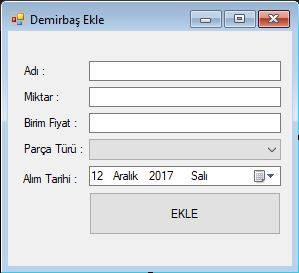 Demirbaş Ekle
Adı :
Miktar :
Birim Fiyat :
Parça Türü :
Alım Tarihi : 12 Aralık 2017 Salı
EKLE